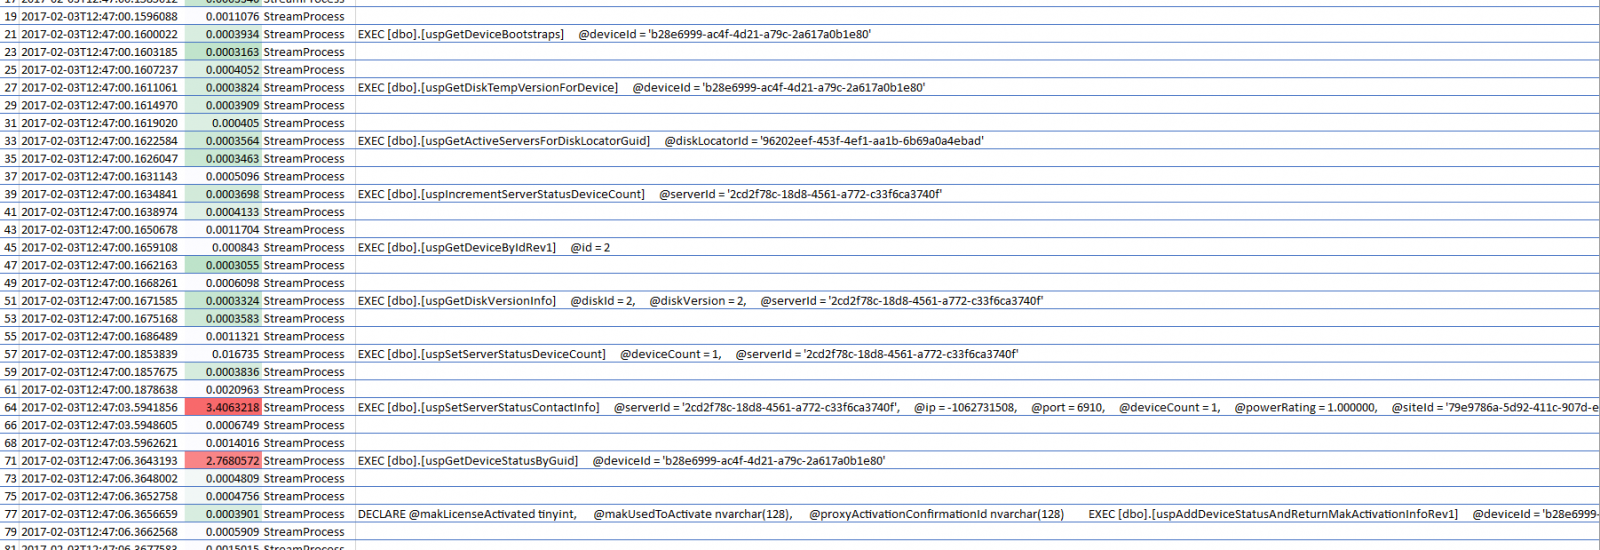 19 2017-02-03T12:47:00.1596088 0.0011076 StreamProcess
21 2017-02-03T12:47:00.1600022 0.0003934 StreamProcess EXEC [dbo].[uspGetDeviceBootstraps] @deviceId = 'b28e6999-ac4f-4d21-a79c-2a617a0b1e80'
23 2017-02-03T12:47:00.1603185 0.0003163 StreamProcess
25 2017-02-03T12:47:00.1607237 0.0004052 StreamProcess
27 2017-02-03T12:47:00.1611061 0.0003824 StreamProcess EXEC [dbo].[uspGetDiskTempVersionForDevice] @deviceId = 'b28e6999-ac4f-4d21-a79c-2a617a0b1e80'
29 2017-02-03T12:47:00.1614970 0.0003909 StreamProcess
31 2017-02-03T12:47:00.1619020 0.000405 StreamProcess
33 2017-02-03T12:47:00.1622584 0.0003564 StreamProcess EXEC [dbo].[uspGetActiveServersForDiskLocatorGuid] @diskLocatorId = '96202eef-453f-4ef1-aa1b-6b69a0a4ebad'
35 2017-02-03T12:47:00.1626047 0.0003463 StreamProcess
37 2017-02-03T12:47:00.1631143 0.0005096 StreamProcess
39 2017-02-03T12:47:00.1634841 0.0003698 StreamProcess EXEC [dbo].[uspIncrementServerStatusDeviceCount] @serverId = '2cd2f78c-18d8-4561-a772-c33f6ca3740f'
41 2017-02-03T12:47:00.1638974 0.0004133 StreamProcess
43 2017-02-03T12:47:00.1650678 0.0011704 StreamProcess
45 2017-02-03T12:47:00.1659108 0.000843 StreamProcess EXEC [dbo].[uspGetDeviceByIdRev1] @id = 2
47 2017-02-03T12:47:00.1662163 0.0003055 StreamProcess
49 2017-02-03T12:47:00.1668261 0.0006098 StreamProcess
51 2017-02-03T12:47:00.1671585 0.0003324 StreamProcess EXEC [dbo].[uspGetDiskVersionInfo] @diskId = 2, @diskVersion = 2, @serverId = '2cd2f78c-18d8-4561-a772-c33f6ca3740f'
53 2017-02-03T12:47:00.1675168 0.0003583 StreamProcess
55 2017-02-03T12:47:00.1686489 0.0011321 StreamProcess
57 2017-02-03T12:47:00.1853839 0.016735 StreamProcess EXEC [dbo].[uspSetServerStatusDeviceCount] @deviceCount = 1, @serverId = '2cd2f78c-18d8-4561-a772-c33f6ca3740f'
59 2017-02-03T12:47:00.1857675 0.0003836 StreamProcess
61 2017-02-03T12:47:00.1878638 0.0020963 StreamProcess
64 2017-02-03T12:47:03.5941856 3.4063218 StreamProcess EXEC [dbo].[uspSetServerStatusContactInfo] @serverId = '2cd2f78c-18d8-4561-a772-c33f6ca3740f', @ip = -1062731508, @port = 6910, @deviceCount = 1, @powerRating = 1.000000, @siteId = '79e9786a-5d92-411c-907d-e
66 2017-02-03T12:47:03.5948605 0.0006749 StreamProcess
68 2017-02-03T12:47:03.5962621 0.0014016 StreamProcess
71 2017-02-03T12:47:06.3643193 2.7680572 StreamProcess EXEC [dbo].[uspGetDeviceStatusByGuid] @deviceId = 'b28e6999-ac4f-4d21-a79c-2a617a0b1e80'
73 2017-02-03T12:47:06.3648002 0.0004809 StreamProcess
75 2017-02-03T12:47:06.3652758 0.0004756 StreamProcess
77 2017-02-03T12:47:06.3656659 0.0003901 StreamProcess DECLARE @makLicenseActivated tinyint, @makUsedToActivate nvarchar(128), @proxyActivationConfirmationId nvarchar(128) EXEC [dbo].[uspAddDeviceStatusAndReturnMakActivationInfoRev1] @deviceId = 'b28e6999-
79 2017-02-03T12:47:06.3662568 0.0005909 StreamProcess
81 2017-02-03T12:47:06.3677583 0.0015015 StreamProcess